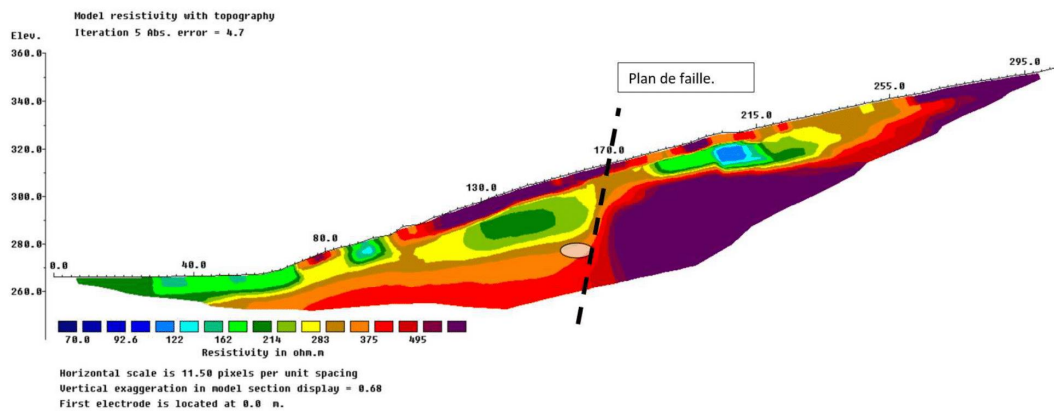 Model resistivity with topography
Iteration 5 Abs. error = 4.7
Elev.
360.0
340.0
320.0
300.0
280.0
260.0
Plan de faille.
0.0
40.0
80.0
130.0
170.0
215.0
255.0
295.0
70.0 92.6 122 162 214 283 375 495
Resistivity in ohm.m
Horizontal scale is 11.50 pixels per unit spacing
Vertical exaggeration in model section display = 0.68
First electrode is located at 0.0 m.